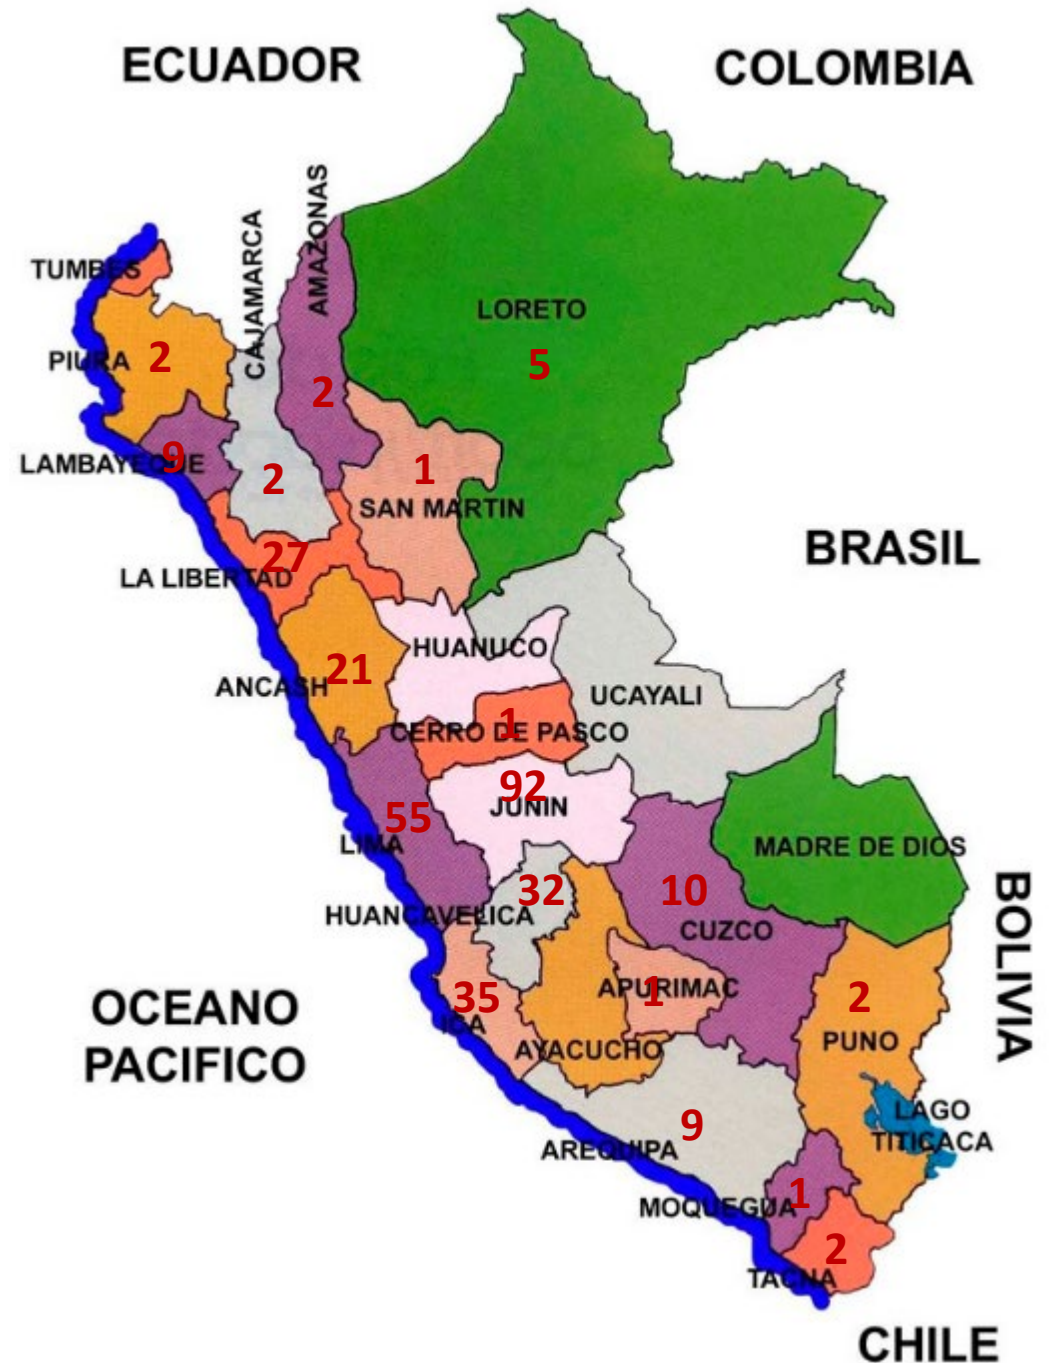 ECUADOR
COLOMBIA
AMAZONAS
CAJAMARCA
TUMBES
LORETO
PIURA
2
5
2
9
LAMBAYEQUE
2
1
SAN MARTIN
BRASIL
27
LA LIBERTAD
HUANUCO
21
ANCASH
UCAYALI
1
CERRO DE PASCO
92
JUNIN
55
LIMA
MADRE DE DIOS
32
10
HUANCAVELICA
CUZCO
BOLIVIA
35
ICA
1
APURIMAC
2
OCEANO
PACIFICO
PUNO
AYACUCHO
9
AREQUIPA
LAGO
TITICACA
1
MOQUEGUA
2
TACNA
CHILE